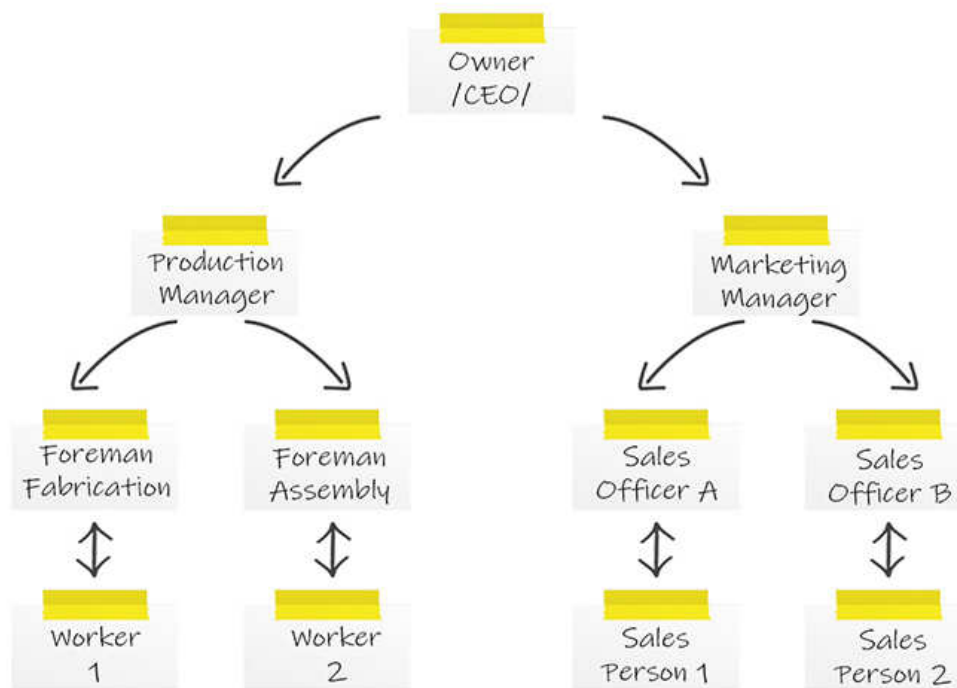 Owner
/CEO/
Production
Manager
Marketing
Manager
Foreman
Fabrication
Foreman
Assembly
Sales
Officer A
Sales
Officer B
Worker
1
Worker
2
Sales
Person 1
Sales
Person 2